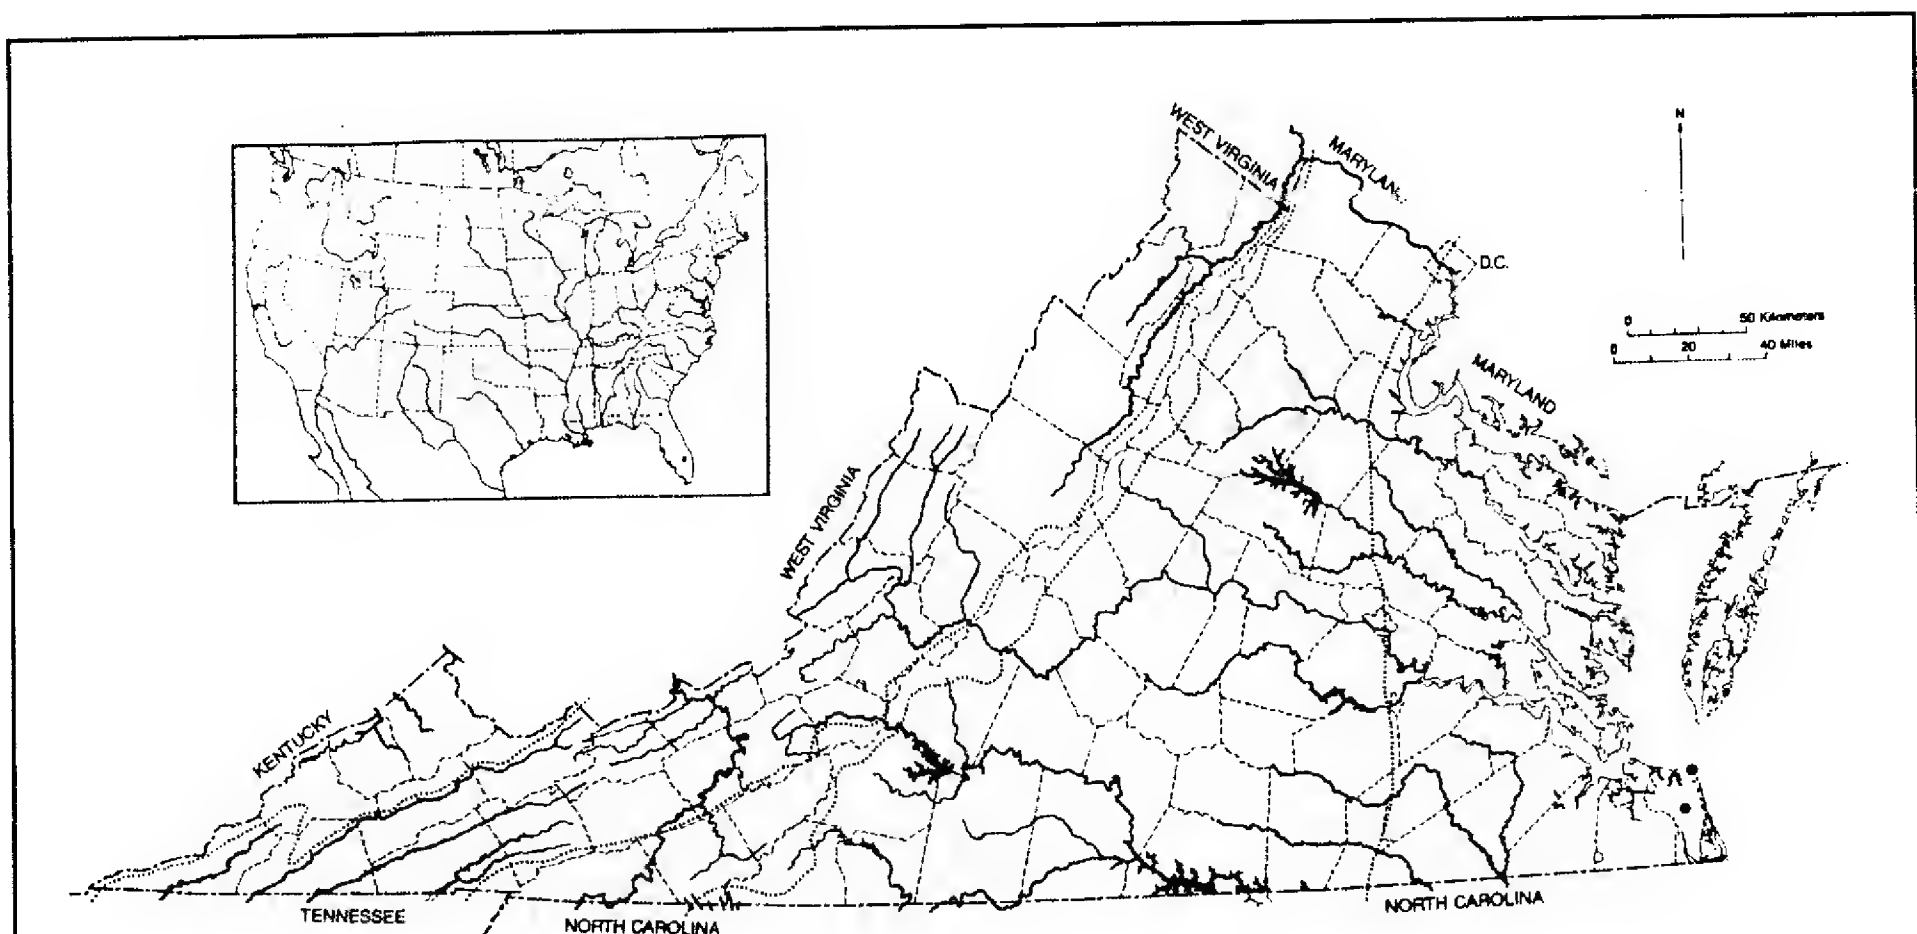 N
WEST VIRGINIA
MARYLAN
D.C.
0 50 Kilometers
0 20 40 Miles
MARYLAND
WEST VIRGINIA
KENTUCKY
TENNESSEE
NORTH CAROLINA
NORTH CAROLINA